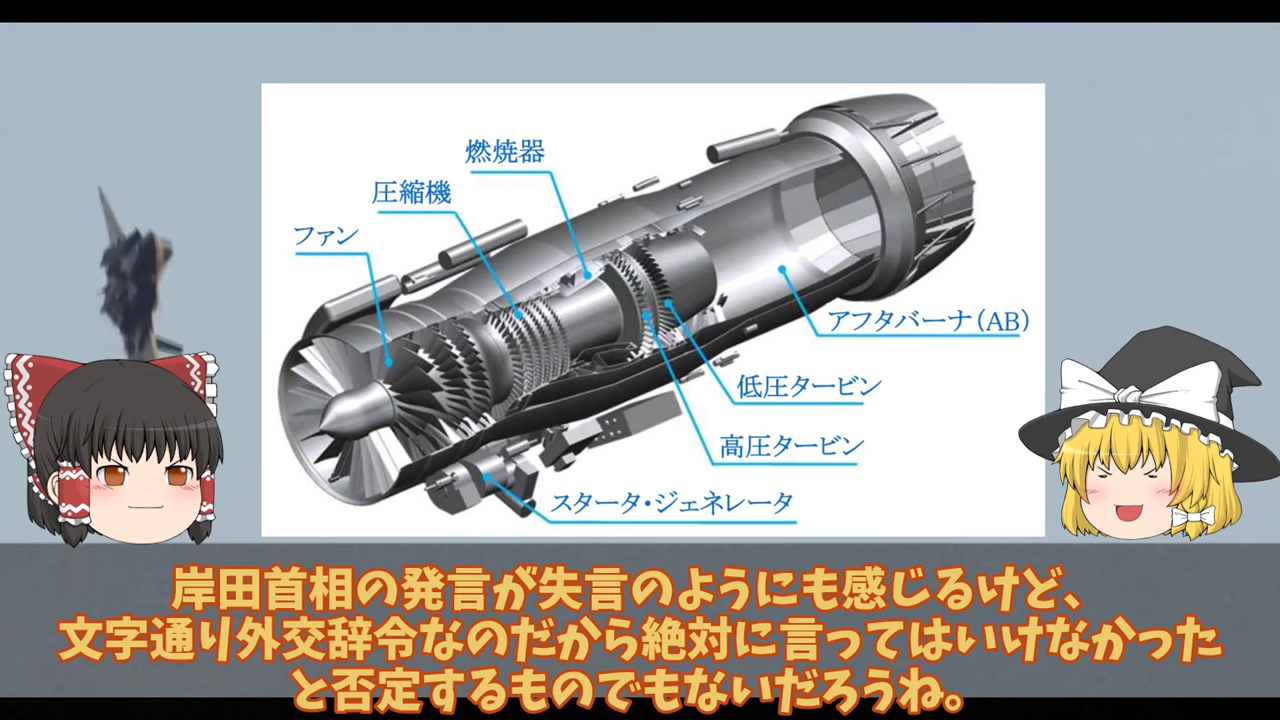 燃焼器
圧縮機
ファン
アフタバーナ(AB)
低圧タービン
高圧タービン
スタータ・ジェネレータ
岸田首相の発言が失言のようにも感じるけど、
文字通り外交辞令なのだから絶対に言ってはいけなかった
と否定するものでもないだろうね。